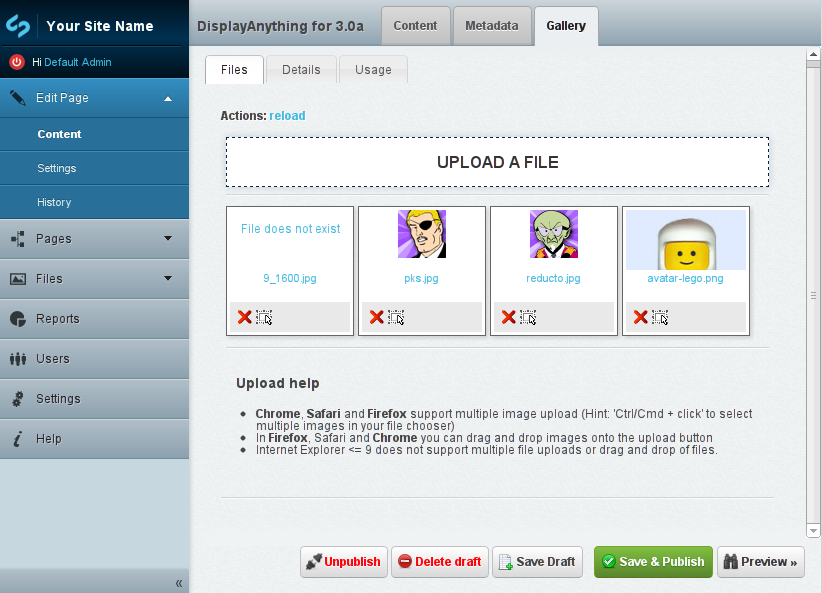 Your Site Name
Hi Default Admin
Edit Page
Content
Settings
History
Pages
Files
Reports
Users
Settings
Help
«
DisplayAnything for 3.0a
Content
Metadata
Gallery
Files
Details
Usage
Actions: reload
UPLOAD A FILE
File does not exist
9_1600.jpg
pks.jpg
reducto.jpg
avatar-lego.png
Upload help
Chrome, Safari and Firefox support multiple image upload (Hint: 'Ctrl/Cmd + click' to select
multiple images in your file chooser)
In Firefox, Safari and Chrome you can drag and drop images onto the upload button
Internet Explorer <= 9 does not support multiple file uploads or drag and drop of files.
Unpublish
Delete draft
Save Draft
Save & Publish
Preview »